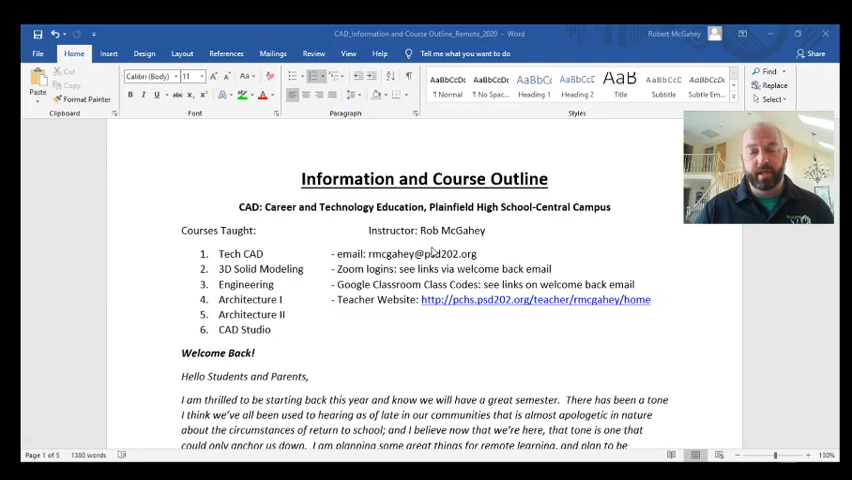 CAD_Information and Course Outline_Remote_2020 - Word
Robert McGahey
File Home Insert Design Layout References Mailings Review View Help Tell me what you want to do Share
Cut
Copy
Paste
Format Painter
Clipboard
Calibri (Body) 11
Font
Paragraph
AaBbCcDc AaBbCcDc AaBbCc AaBbCcD AaB AaBbCcD AaBbCcDc
¶ Normal ¶ No Spac... Heading 1 Heading 2 Title Subtitle Subtle Em...
Styles
Find
Replace
Select
Information and Course Outline
CAD: Career and Technology Education, Plainfield High School-Central Campus
Courses Taught: Instructor: Rob McGahey
1. Tech CAD - email: rmcgahey@psd202.org
2. 3D Solid Modeling - Zoom logins: see links via welcome back email
3. Engineering - Google Classroom Class Codes: see links on welcome back email
4. Architecture I - Teacher Website: http://pchs.psd202.org/teacher/rmcgahey/home
5. Architecture II
6. CAD Studio
Welcome Back!
Hello Students and Parents,
I am thrilled to be starting back this year and know we will have a great semester. There has been a tone
I think we've all been used to hearing as of late in our communities that is almost apologetic in nature
about the circumstances of return to school; and I believe now that we're here, that tone is one that
could only anchor us down. I am planning some great things for remote learning, and plan to be
Page 1 of 5 1380 words
130%